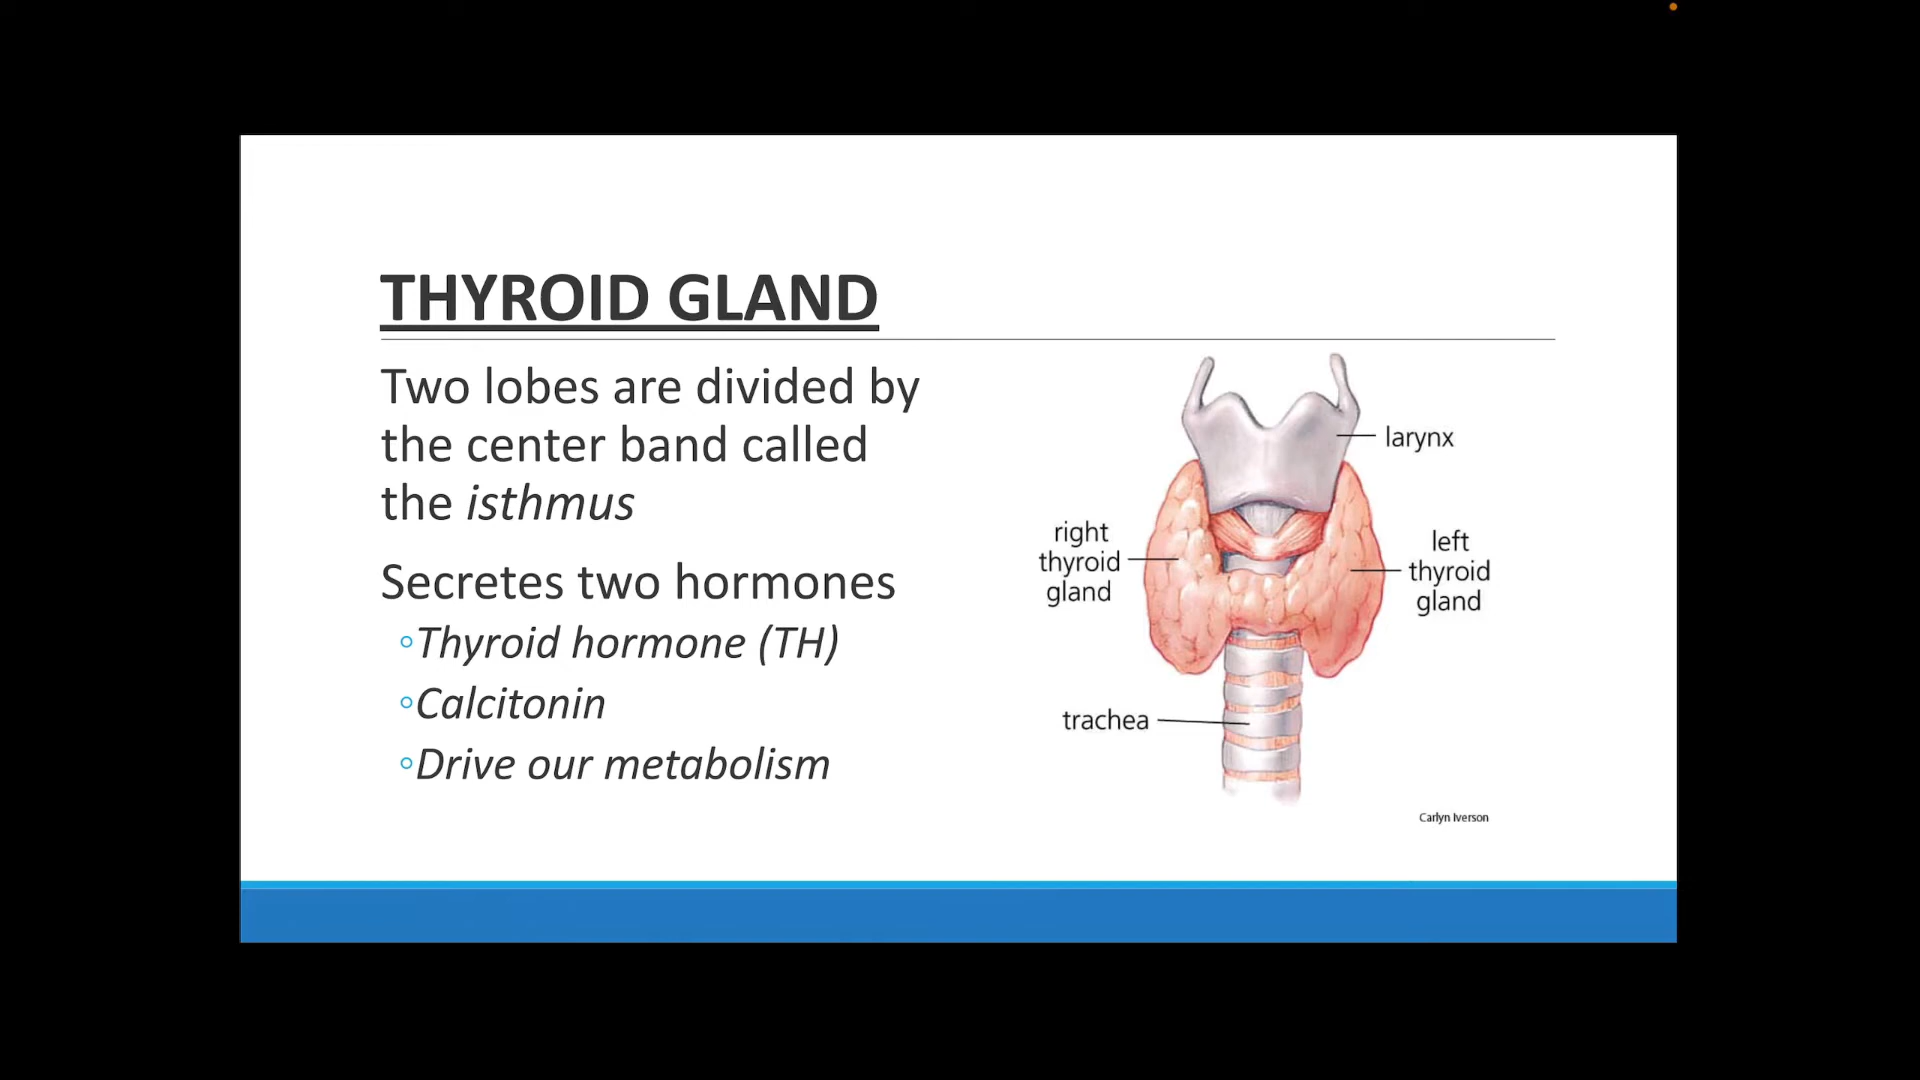 THYROID GLAND
Two lobes are divided by
the center band called
the isthmus
Secretes two hormones
◦Thyroid hormone (TH)
◦Calcitonin
◦Drive our metabolism
larynx
right
thyroid
gland
left
thyroid
gland
trachea
Carlyn Iverson